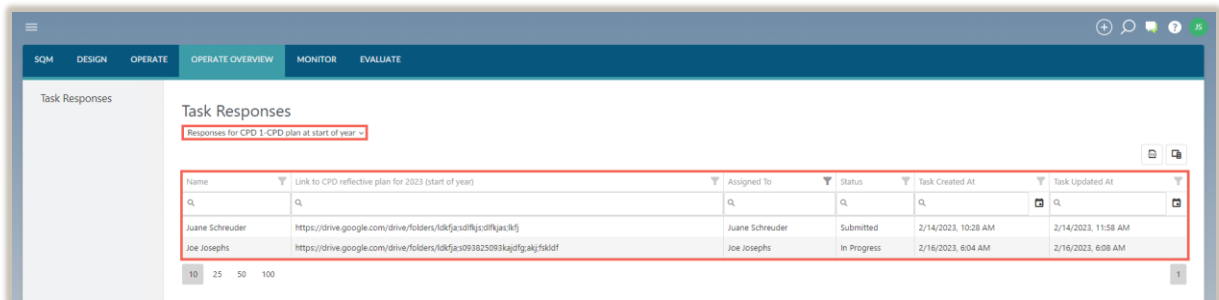 JS
SQM DESIGN OPERATE OPERATE OVERVIEW MONITOR EVALUATE
Task Responses
Task Responses
Responses for CPD 1-CPD plan at start of year
Name Link to CPD reflective plan for 2023 (start of year) Assigned To Status Task Created At Task Updated At
Juane Schreuder https://drive.google.com/drive/folders/ldkfja;sdlfkjs;dlfkjas;lkfj Juane Schreuder Submitted 2/14/2023, 10:28 AM 2/14/2023, 11:58 AM
Joe Josephs https://drive.google.com/drive/folders/ldkfja;s093825093kajdfg;akj;fskldf Joe Josephs In Progress 2/16/2023, 6:04 AM 2/16/2023, 6:08 AM
10 25 50 100 1